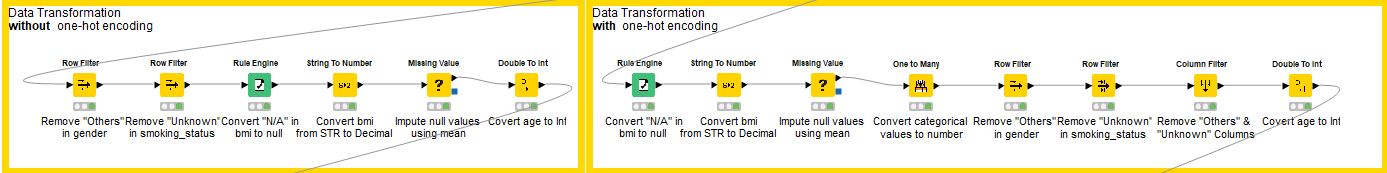 Data Transformation
without one-hot encoding
Row Filter
Row Filter
Rule Engine
String To Number
Missing Value
Double To Int
S→2
?
Remove "Others"
in gender
Remove "Unknown"
in smoking_status
Convert "N/A" in
bmi to null
Convert bmi
from STR to Decimal
Impute null values
using mean
Covert age to Int
Data Transformation
with one-hot encoding
Rule Engine
String To Number
Missing Value
One to Many
Row Filter
Row Filter
Column Filter
Double To Int
S→2
?
Convert "N/A" in
bmi to null
Convert bmi
from STR to Decimal
Impute null values
using mean
Convert categorical
values to number
Remove "Others"
in gender
Remove "Unknown"
in smoking_status
Remove "Others" &
"Unknown" Columns
Covert age to Int